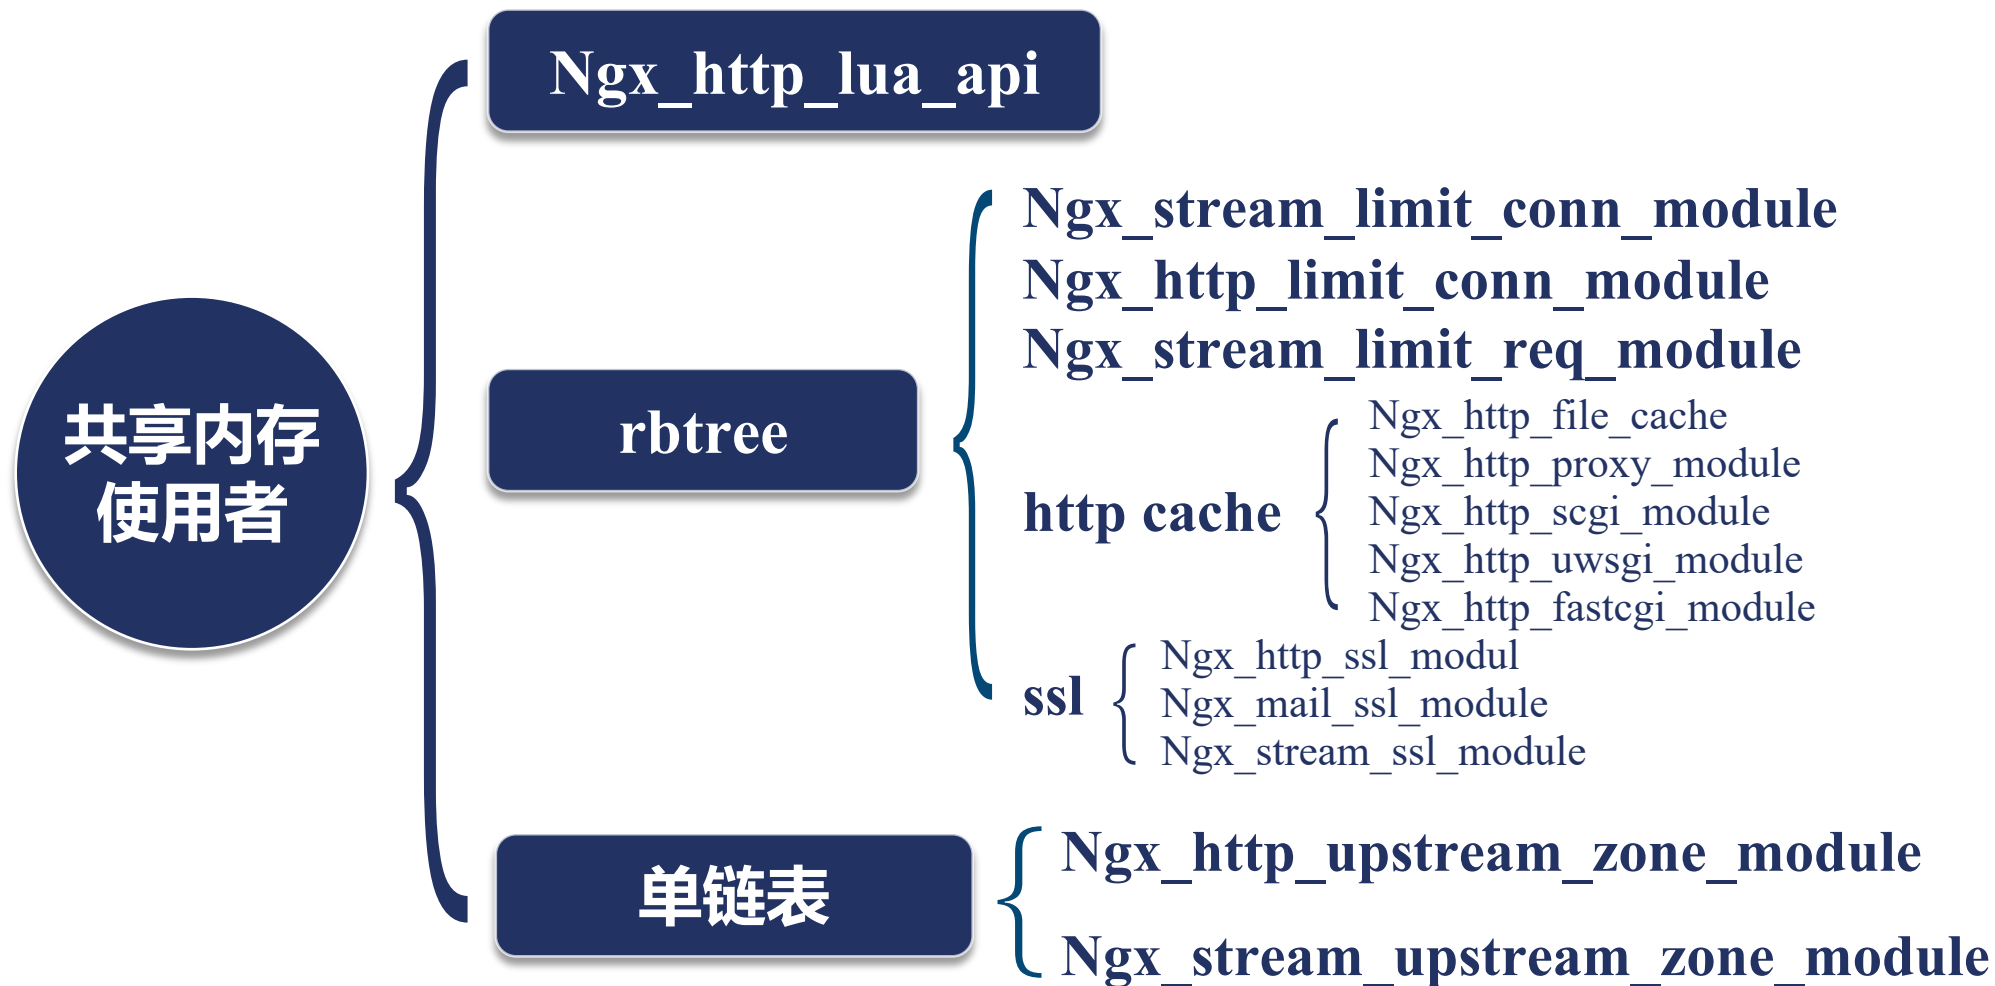 共享内存
使用者
Ngx_http_lua_api
rbtree
Ngx_stream_limit_conn_module
Ngx_http_limit_conn_module
Ngx_stream_limit_req_module
http cache
Ngx_http_file_cache
Ngx_http_proxy_module
Ngx_http_scgi_module
Ngx_http_uwsgi_module
Ngx_http_fastcgi_module
ssl
Ngx_http_ssl_modul
Ngx_mail_ssl_module
Ngx_stream_ssl_module
单链表
Ngx_http_upstream_zone_module
Ngx_stream_upstream_zone_module